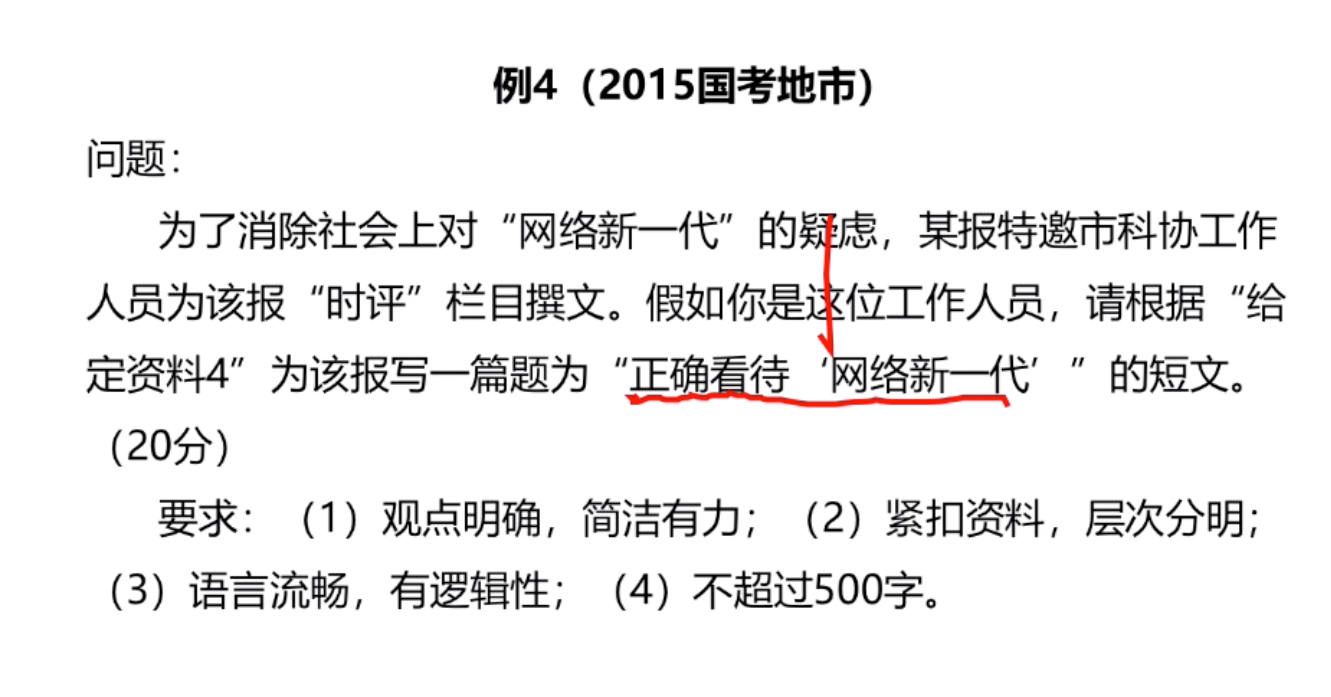 例4（2015国考地市）
问题：
为了消除社会上对“网络新一代”的疑虑，某报特邀市科协工作
人员为该报“时评”栏目撰文。假如你是这位工作人员，请根据“给
定资料4”为该报写一篇题为“正确看待‘网络新一代’”的短文。
（20分）
要求：（1）观点明确，简洁有力；（2）紧扣资料，层次分明；
（3）语言流畅，有逻辑性；（4）不超过500字。